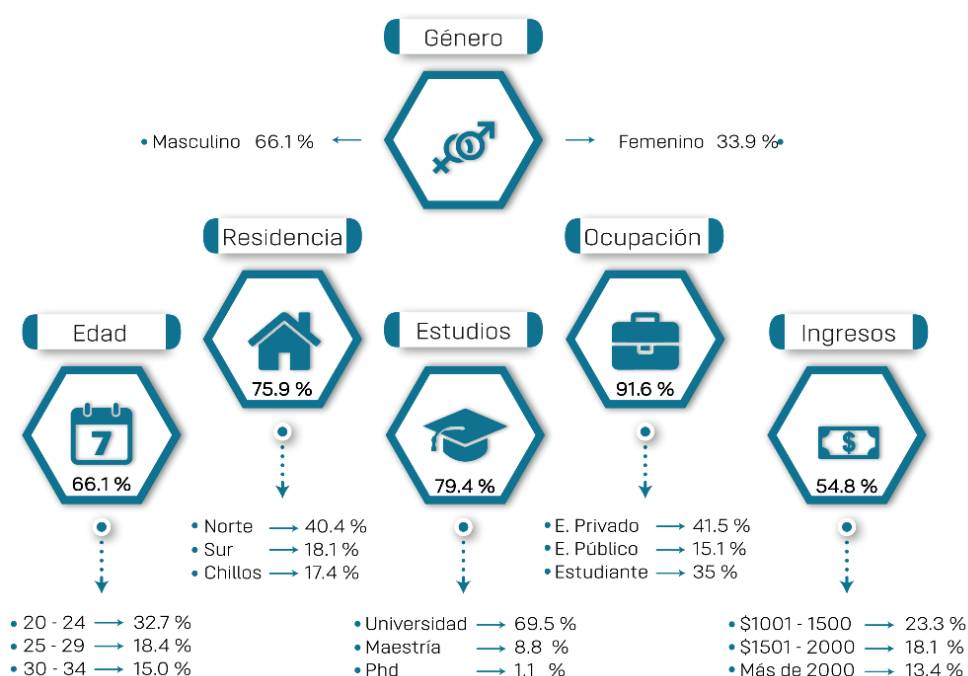 Género
Masculino 66.1 %
Femenino 33.9 %
Residencia
75.9 %
Norte 40.4 %
Sur 18.1 %
Chillos 17.4 %
Ocupación
91.6 %
E. Privado 41.5 %
E. Público 15.1 %
Estudiante 35 %
Edad
7
66.1 %
20 - 24 32.7 %
25 - 29 18.4 %
30 - 34 15.0 %
Estudios
79.4 %
Universidad 69.5 %
Maestría 8.8 %
Phd 1.1 %
Ingresos
$
54.8 %
$1001 - 1500 23.3 %
$1501 - 2000 18.1 %
Más de 2000 13.4 %